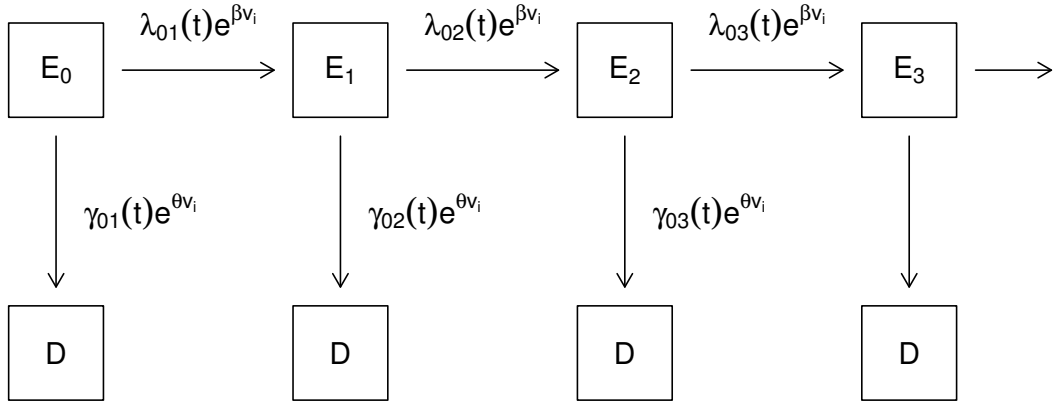 λ₀₁(t)e^{βvᵢ} λ₀₂(t)e^{βvᵢ} λ₀₃(t)e^{βvᵢ}
E₀ E₁ E₂ E₃
γ₀₁(t)e^{θvᵢ} γ₀₂(t)e^{θvᵢ} γ₀₃(t)e^{θvᵢ}
D D D D